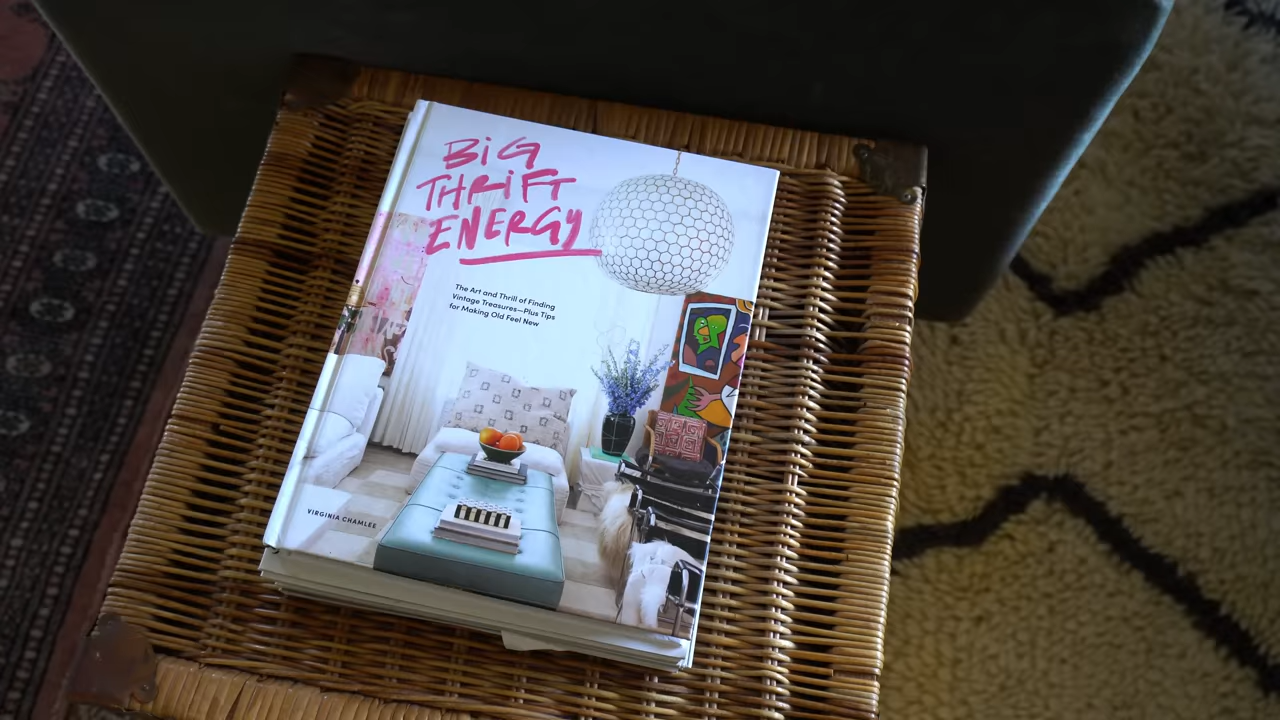 BiG
THRiFT
ENERGY
The Art and Thrill of Finding
Vintage Treasures—Plus Tips
for Making Old Feel New
VIRGINIA CHAMLEE